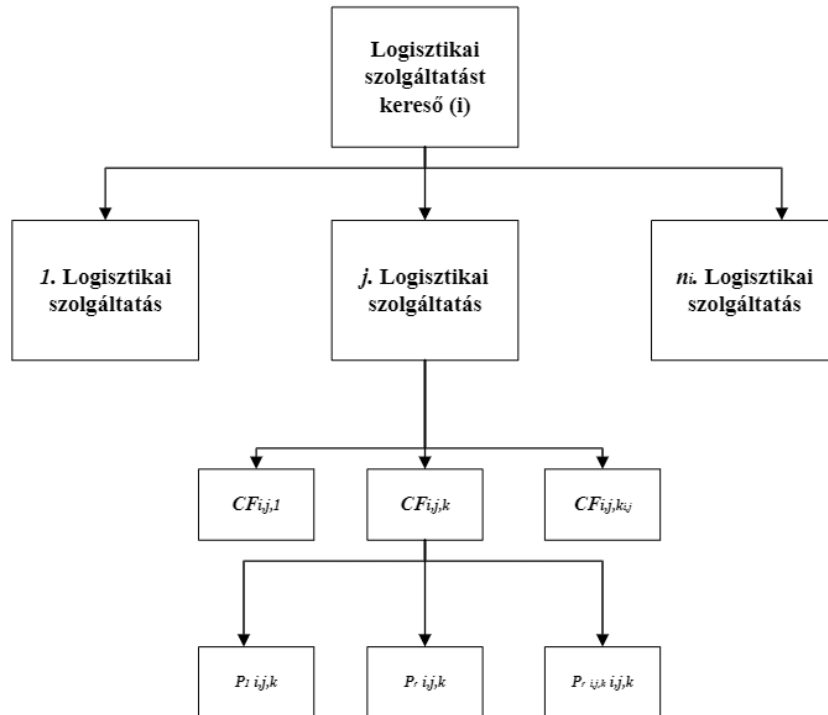 Logisztikai
szolgáltatást
kereső (i)
1. Logisztikai
szolgáltatás
j. Logisztikai
szolgáltatás
ni. Logisztikai
szolgáltatás
CFi,j,1
CFi,j,k
CFi,j,ki,j
P1 i,j,k
Pr i,j,k
Pr i,j,k i,j,k